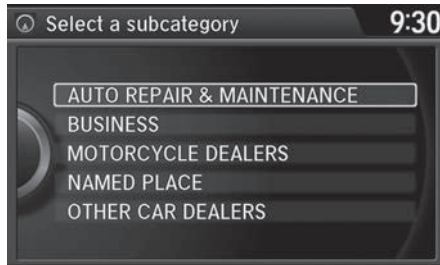 Select a subcategory
9:30
AUTO REPAIR & MAINTENANCE
BUSINESS
MOTORCYCLE DEALERS
NAMED PLACE
OTHER CAR DEALERS